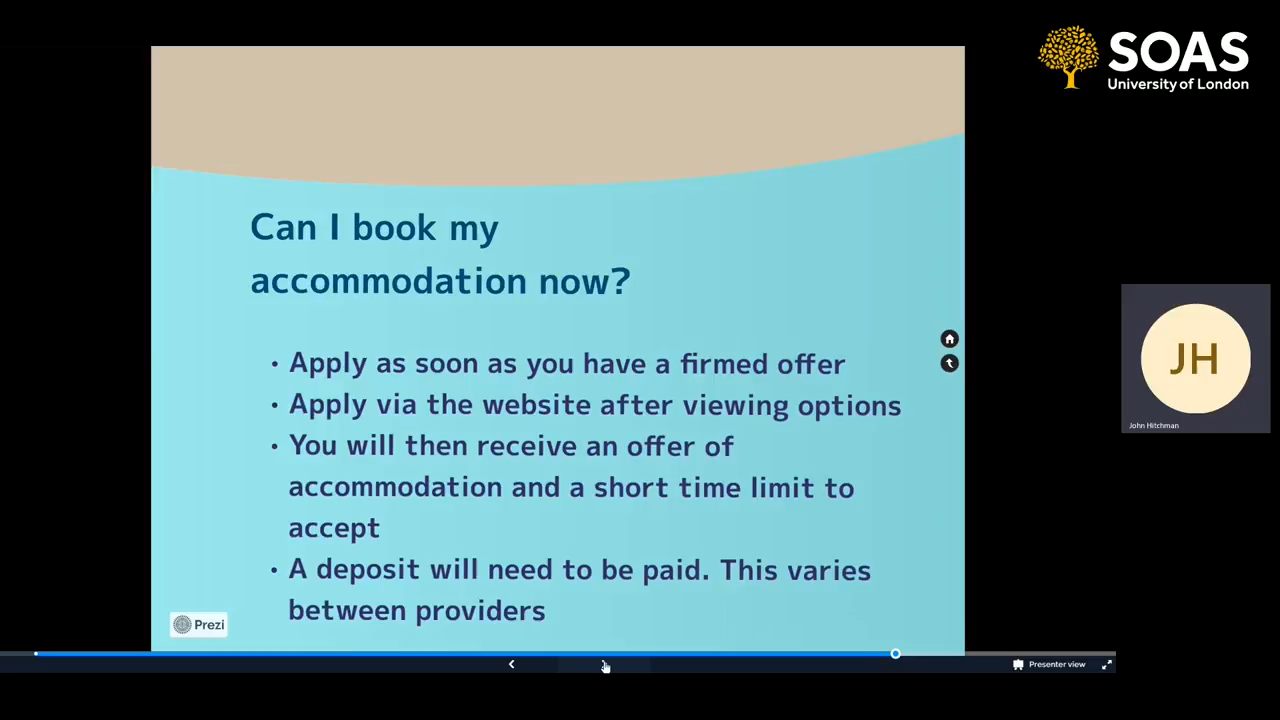 SOAS
University of London
Can I book my
accommodation now?
• Apply as soon as you have a firmed offer
• Apply via the website after viewing options
• You will then receive an offer of
accommodation and a short time limit to
accept
• A deposit will need to be paid. This varies
between providers
JH
John Hitchman
Prezi
Presenter view